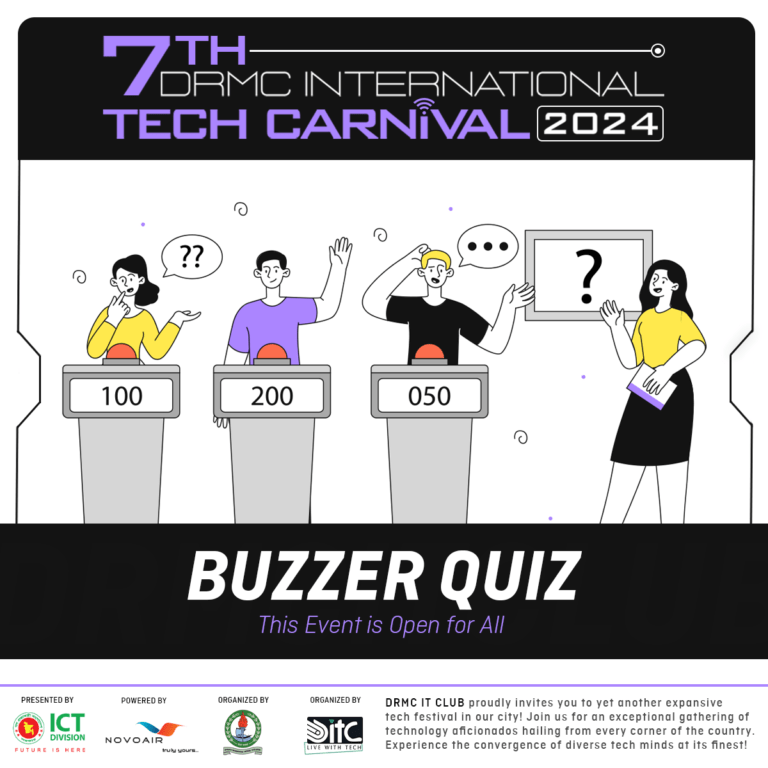 7TH
DRMC INTERNATIONAL
TECH CARNIVAL 2024
??
?
100
200
050
BUZZER QUIZ
This Event is Open for All
PRESENTED BY
ICT
DIVISION
FUTURE IS HERE
POWERED BY
NOVOAIR
truly yours...
ORGANIZED BY
ORGANIZED BY
DITC
LIVE WITH TECH
DRMC IT CLUB proudly invites you to yet another expansive
tech festival in our city! Join us for an exceptional gathering of
technology aficionados hailing from every corner of the country.
Experience the convergence of diverse tech minds at its finest!